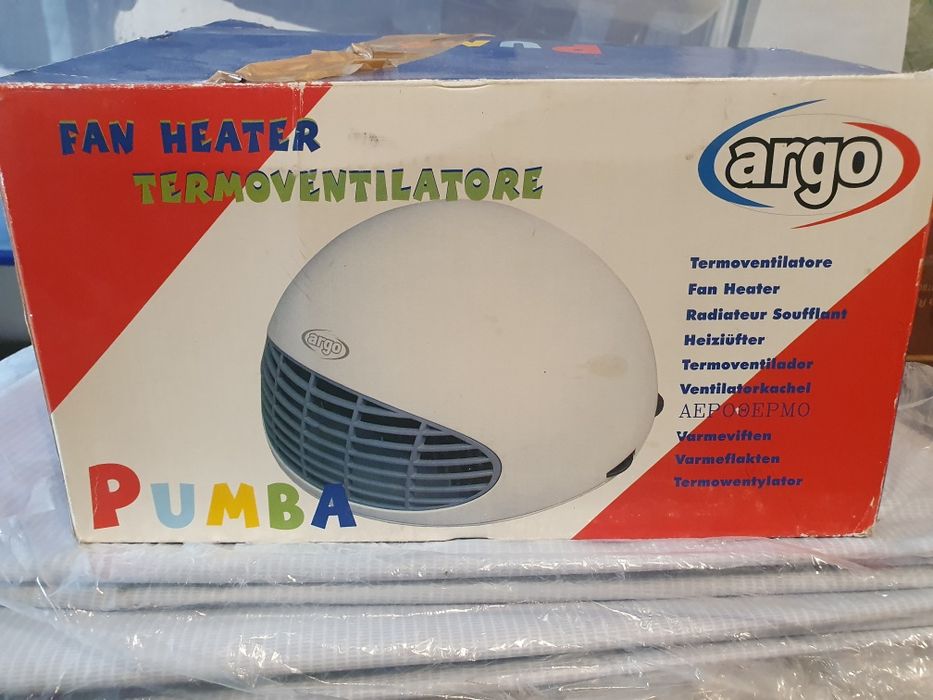 FAN HEATER
TERMOVENTILATORE
argo
argo
Termoventilatore
Fan Heater
Radiateur Soufflant
Heiziüfter
Termoventilador
Ventilatorkachel
ΑΕΡΟΘΕΡΜΟ
Varmeviften
Varmeflakten
Termowentylator
PUMBA